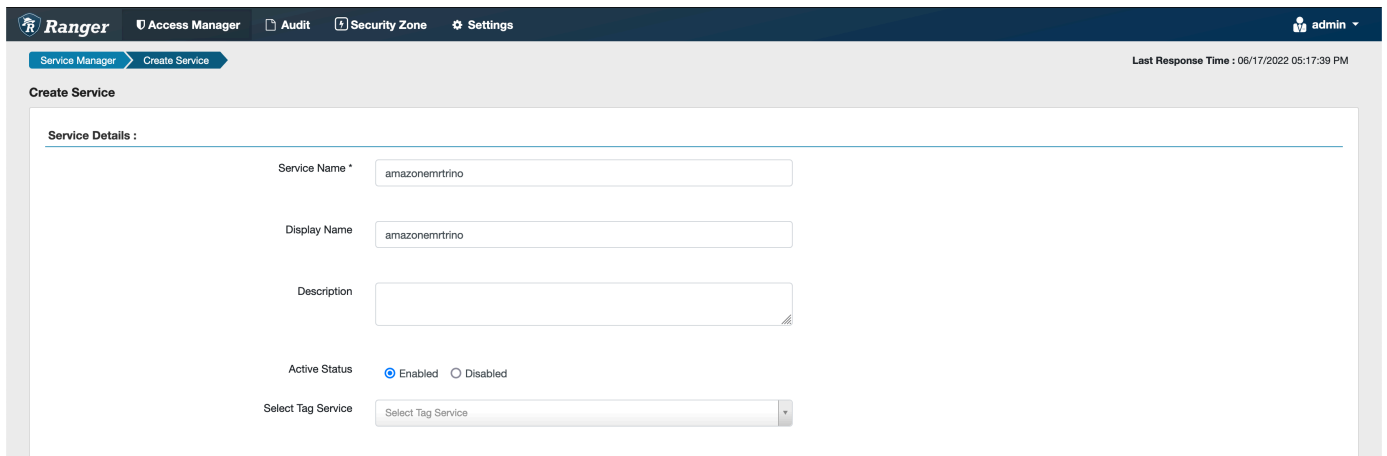 Ranger Access Manager Audit Security Zone Settings admin
Service Manager Create Service Last Response Time : 06/17/2022 05:17:39 PM
Create Service
Service Details :
Service Name * amazonemrtrino
Display Name amazonemrtrino
Description
Active Status Enabled Disabled
Select Tag Service Select Tag Service